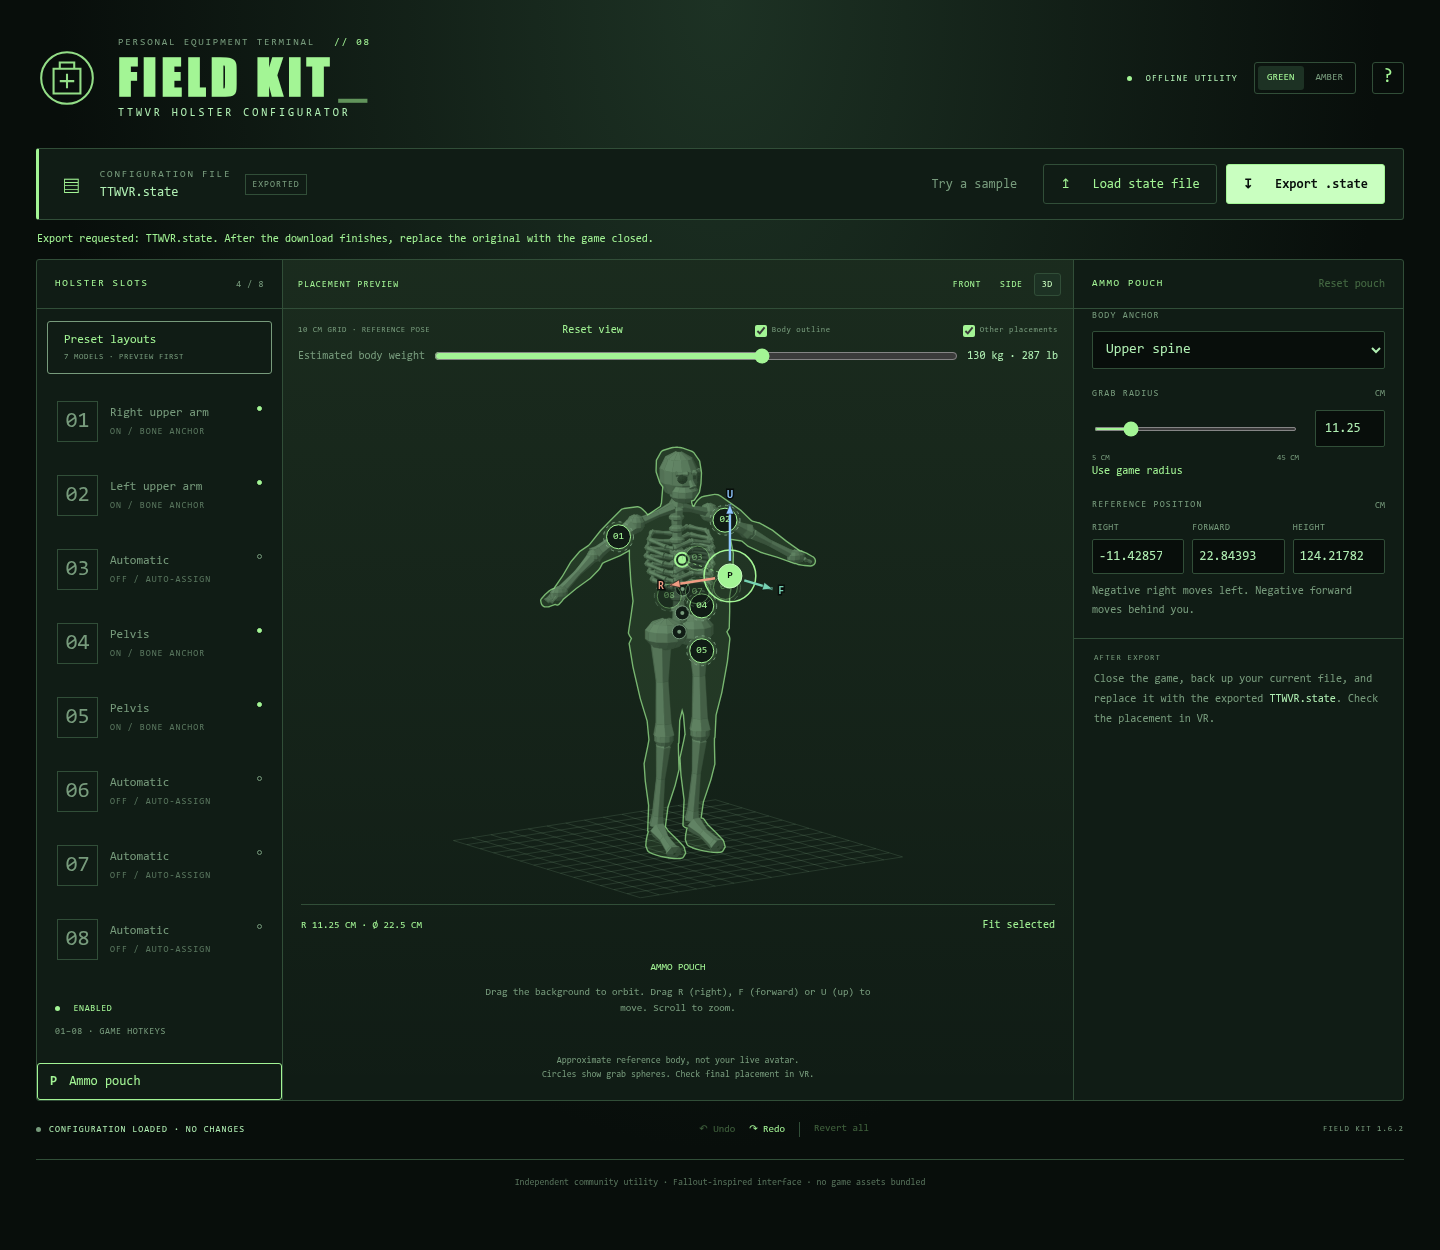 PERSONAL EQUIPMENT TERMINAL // 08
FIELD KIT_
TTWVR HOLSTER CONFIGURATOR
OFFLINE UTILITY
GREEN AMBER
?
CONFIGURATION FILE
TTWVR.state
EXPORTED
Try a sample
↥ Load state file
↧ Export .state
Export requested: TTWVR.state. After the download finishes, replace the original with the game closed.
HOLSTER SLOTS 4 / 8
Preset layouts
7 MODELS · PREVIEW FIRST
01 Right upper arm
ON / BONE ANCHOR
02 Left upper arm
ON / BONE ANCHOR
03 Automatic
OFF / AUTO-ASSIGN
04 Pelvis
ON / BONE ANCHOR
05 Pelvis
ON / BONE ANCHOR
06 Automatic
OFF / AUTO-ASSIGN
07 Automatic
OFF / AUTO-ASSIGN
08 Automatic
OFF / AUTO-ASSIGN
ENABLED
01–08 · GAME HOTKEYS
P Ammo pouch
PLACEMENT PREVIEW
FRONT SIDE 3D
10 CM GRID · REFERENCE POSE
Reset view
Body outline
Other placements
Estimated body weight
130 kg · 287 lb
U
02
01
03
P
R
F
08
07
04
05
R 11.25 CM · Ø 22.5 CM
Fit selected
AMMO POUCH
Drag the background to orbit. Drag R (right), F (forward) or U (up) to
move. Scroll to zoom.
Approximate reference body, not your live avatar.
Circles show grab spheres. Check final placement in VR.
AMMO POUCH
Reset pouch
BODY ANCHOR
Upper spine
GRAB RADIUS CM
11.25
5 CM 45 CM
Use game radius
REFERENCE POSITION CM
RIGHT FORWARD HEIGHT
-11.42857 22.84393 124.21782
Negative right moves left. Negative forward
moves behind you.
AFTER EXPORT
Close the game, back up your current file, and
replace it with the exported TTWVR.state. Check
the placement in VR.
CONFIGURATION LOADED · NO CHANGES
↶ Undo ↷ Redo
Revert all
FIELD KIT 1.6.2
Independent community utility · Fallout-inspired interface · no game assets bundled